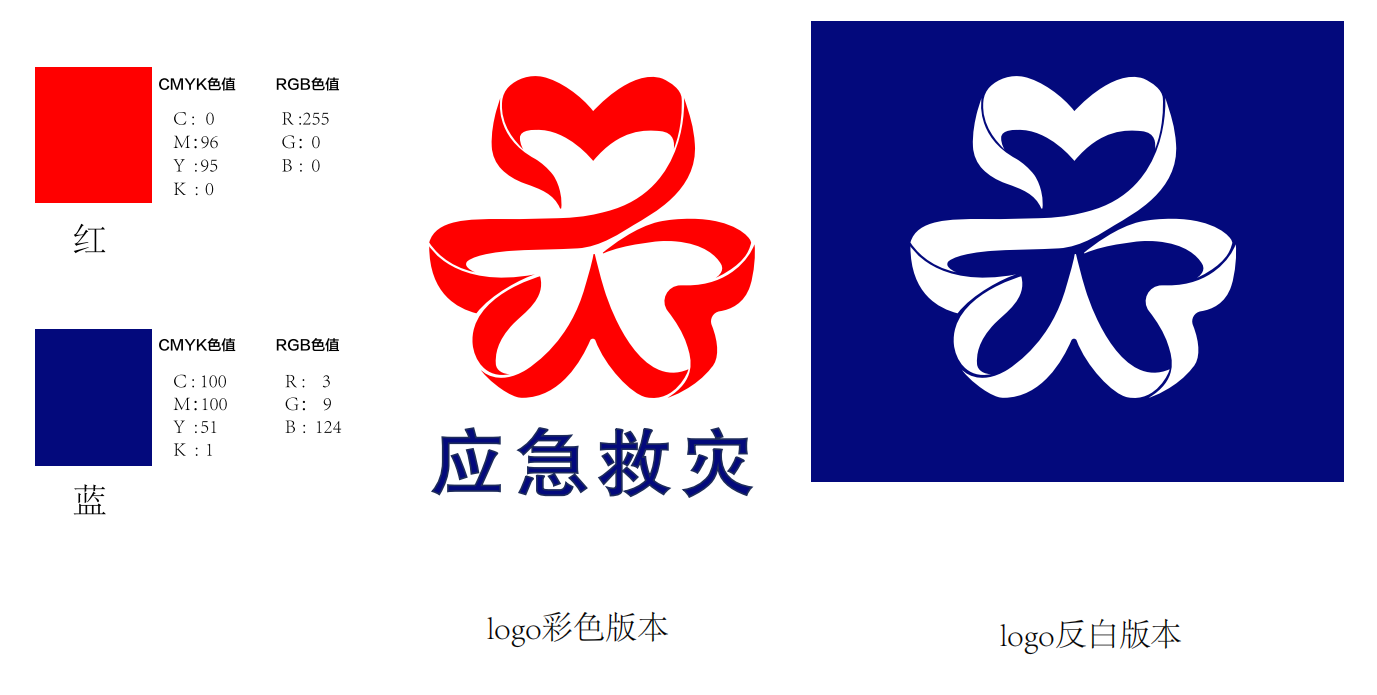 CMYK色值 RGB色值
C : 0 R :255
M:96 G: 0
Y :95 B : 0
K : 0
红
CMYK色值 RGB色值
C :100 R : 3
M:100 G: 9
Y :51 B : 124
K : 1
蓝
应急救灾
logo彩色版本
logo反白版本